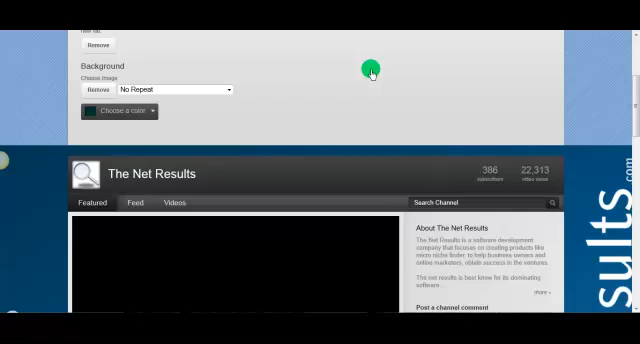 Remove
Background
Choose Image
Remove
No Repeat
Choose a color
The Net Results
386
subscribers
22,313
video views
Featured
Feed
Videos
Search Channel
About The Net Results
The Net Results is a software development
company that focuses on creating products like
micro niche finder, to help business owners and
online marketers, obtain success in the ventures.
The net results is best know for its dominating
software ...
more
Post a channel comment
sults
.com